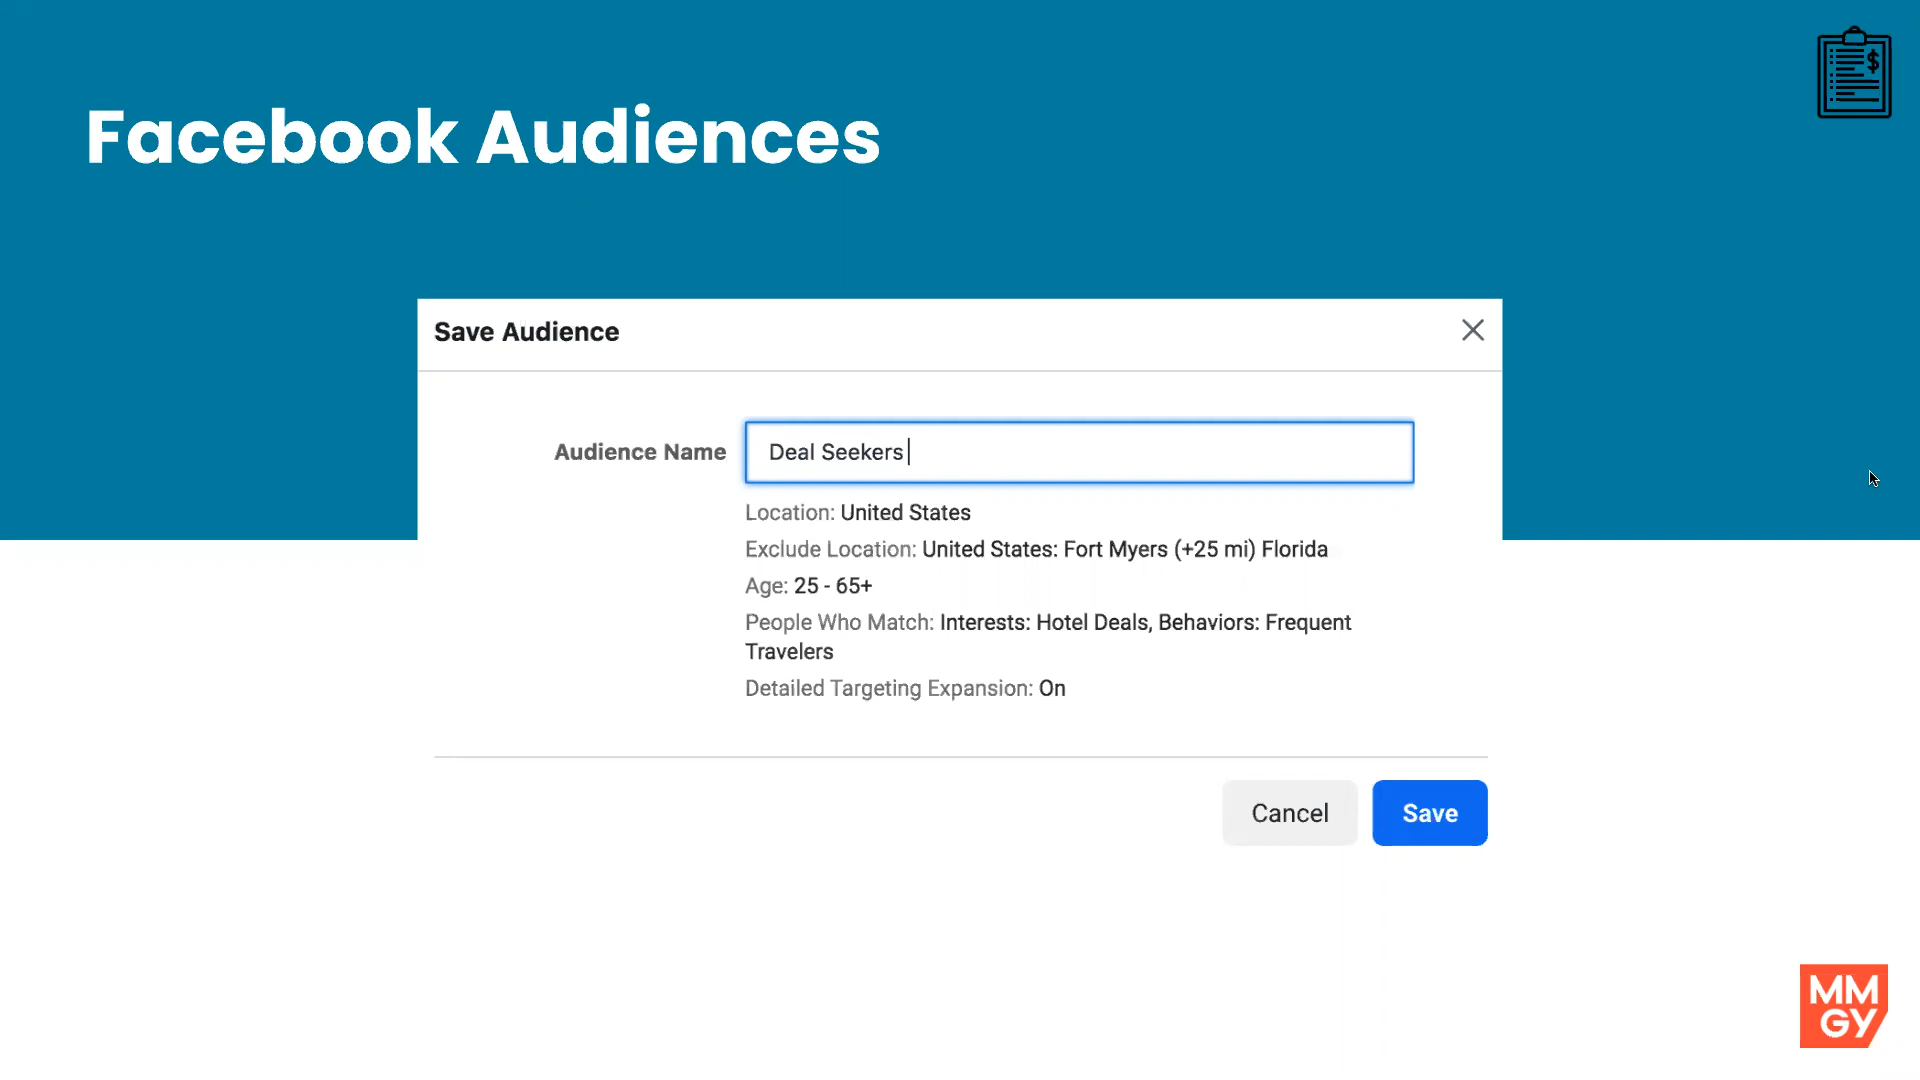 $
Facebook Audiences
Save Audience
Audience Name
Deal Seekers
Location: United States
Exclude Location: United States: Fort Myers (+25 mi) Florida
Age: 25 - 65+
People Who Match: Interests: Hotel Deals, Behaviors: Frequent
Travelers
Detailed Targeting Expansion: On
Cancel
Save
MM
GY